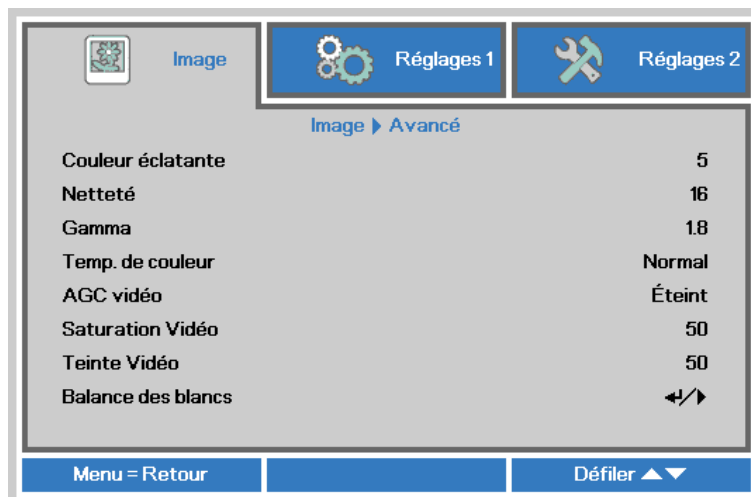 Image Réglages 1 Réglages 2
Image ▶ Avancé
Couleur éclatante 5
Netteté 16
Gamma 1.8
Temp. de couleur Normal
AGC vidéo Éteint
Saturation Vidéo 50
Teinte Vidéo 50
Balance des blancs ↵/▶
Menu = Retour Défiler ▲▼